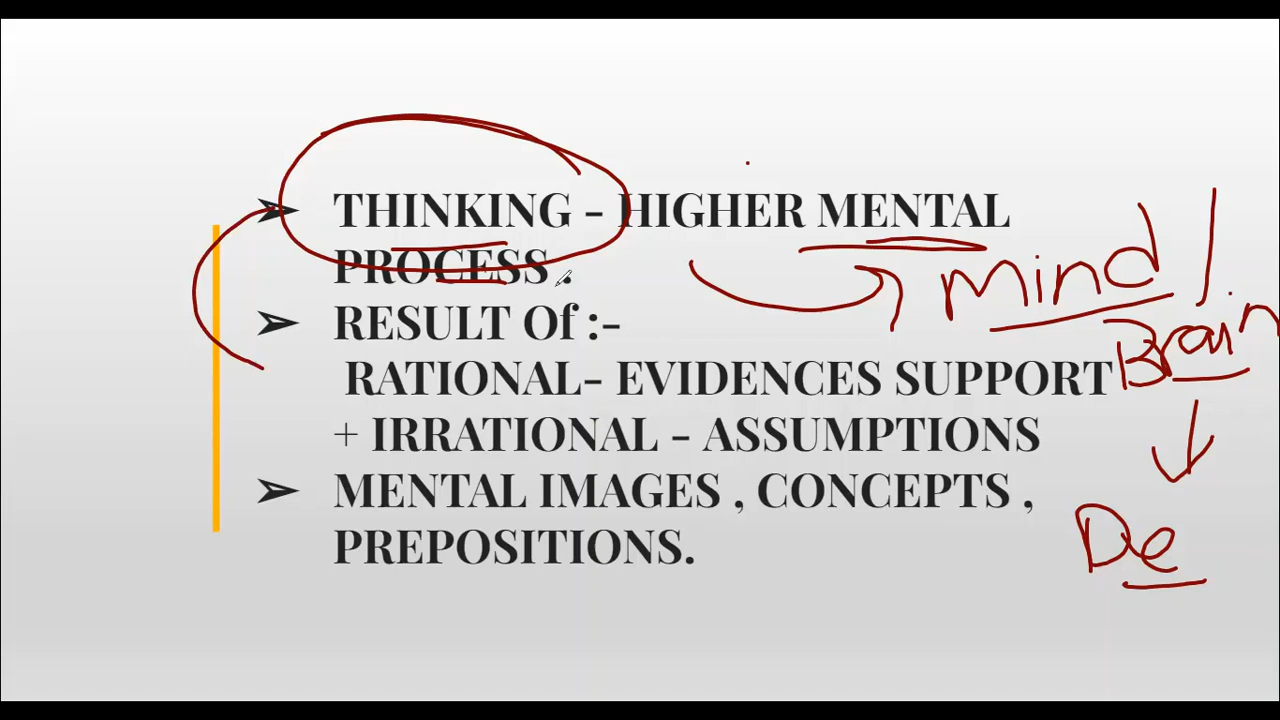 ➢ THINKING - HIGHER MENTAL
PROCESS .
➢ RESULT Of :-
RATIONAL- EVIDENCES SUPPORT
+ IRRATIONAL - ASSUMPTIONS
➢ MENTAL IMAGES , CONCEPTS ,
PREPOSITIONS.
mind /
Brain
De